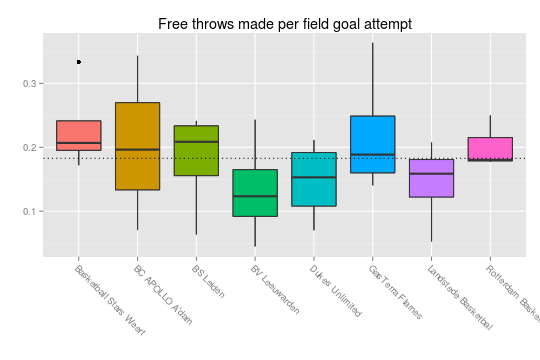 Free throws made per field goal attempt
0.3
0.2
0.1
Basketball Stars Weert
BC APOLLO A'dam
BS Leiden
BV Leeuwarden
Dukes Unlimited
GasTerra Flames
Landstede Basketbal
Rotterdam Baske